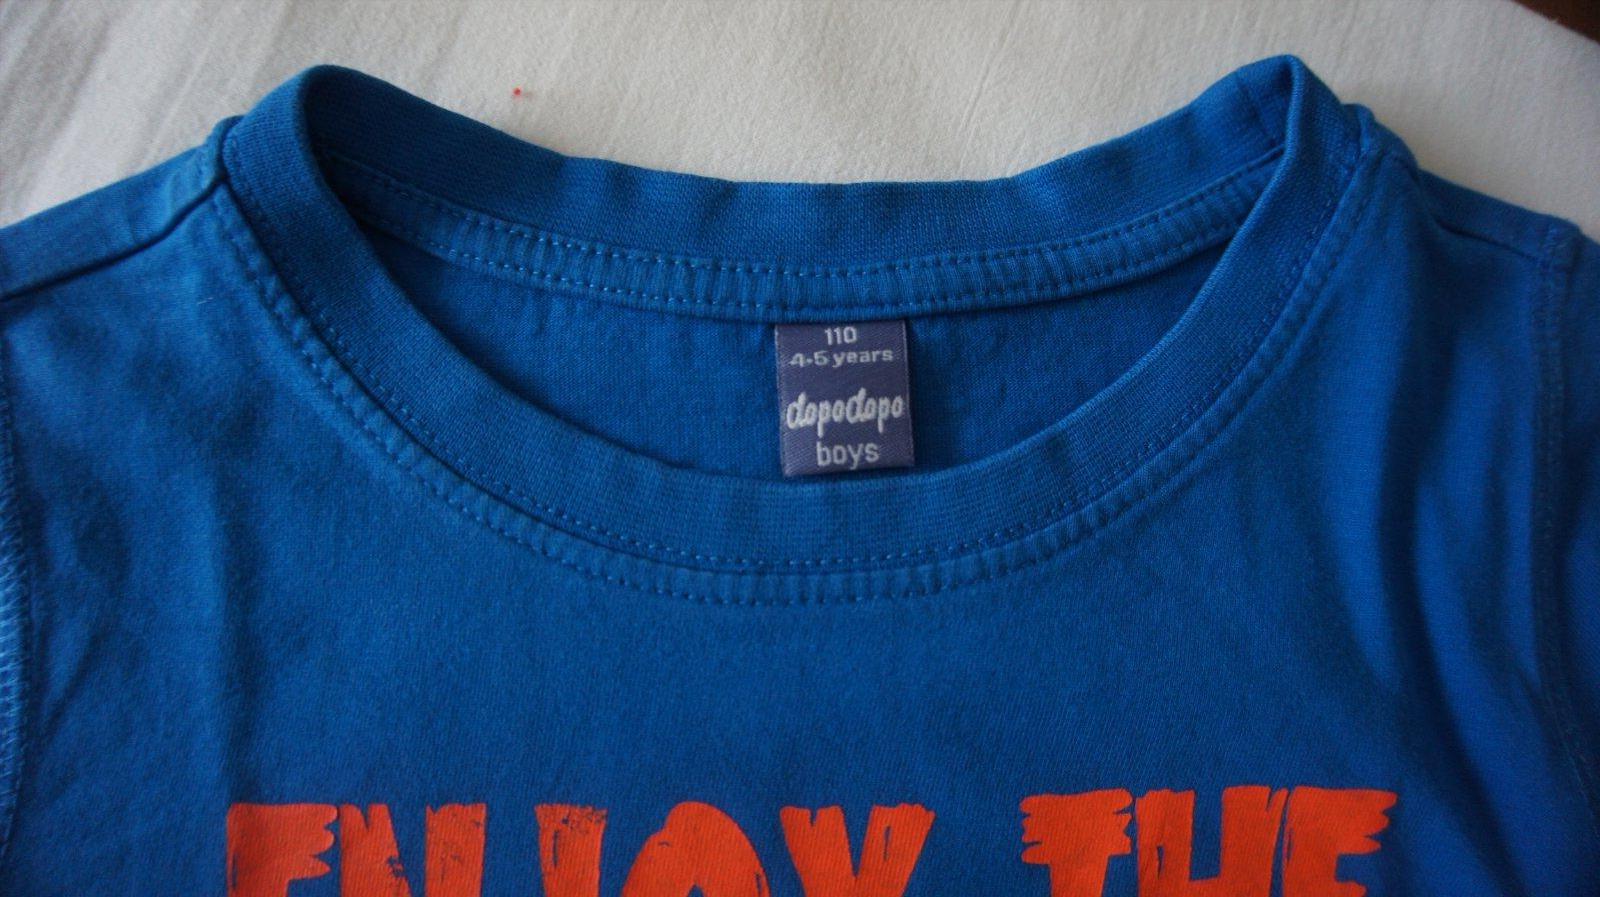 110
4-5 years
dopodopo
boys
ENJOY THE